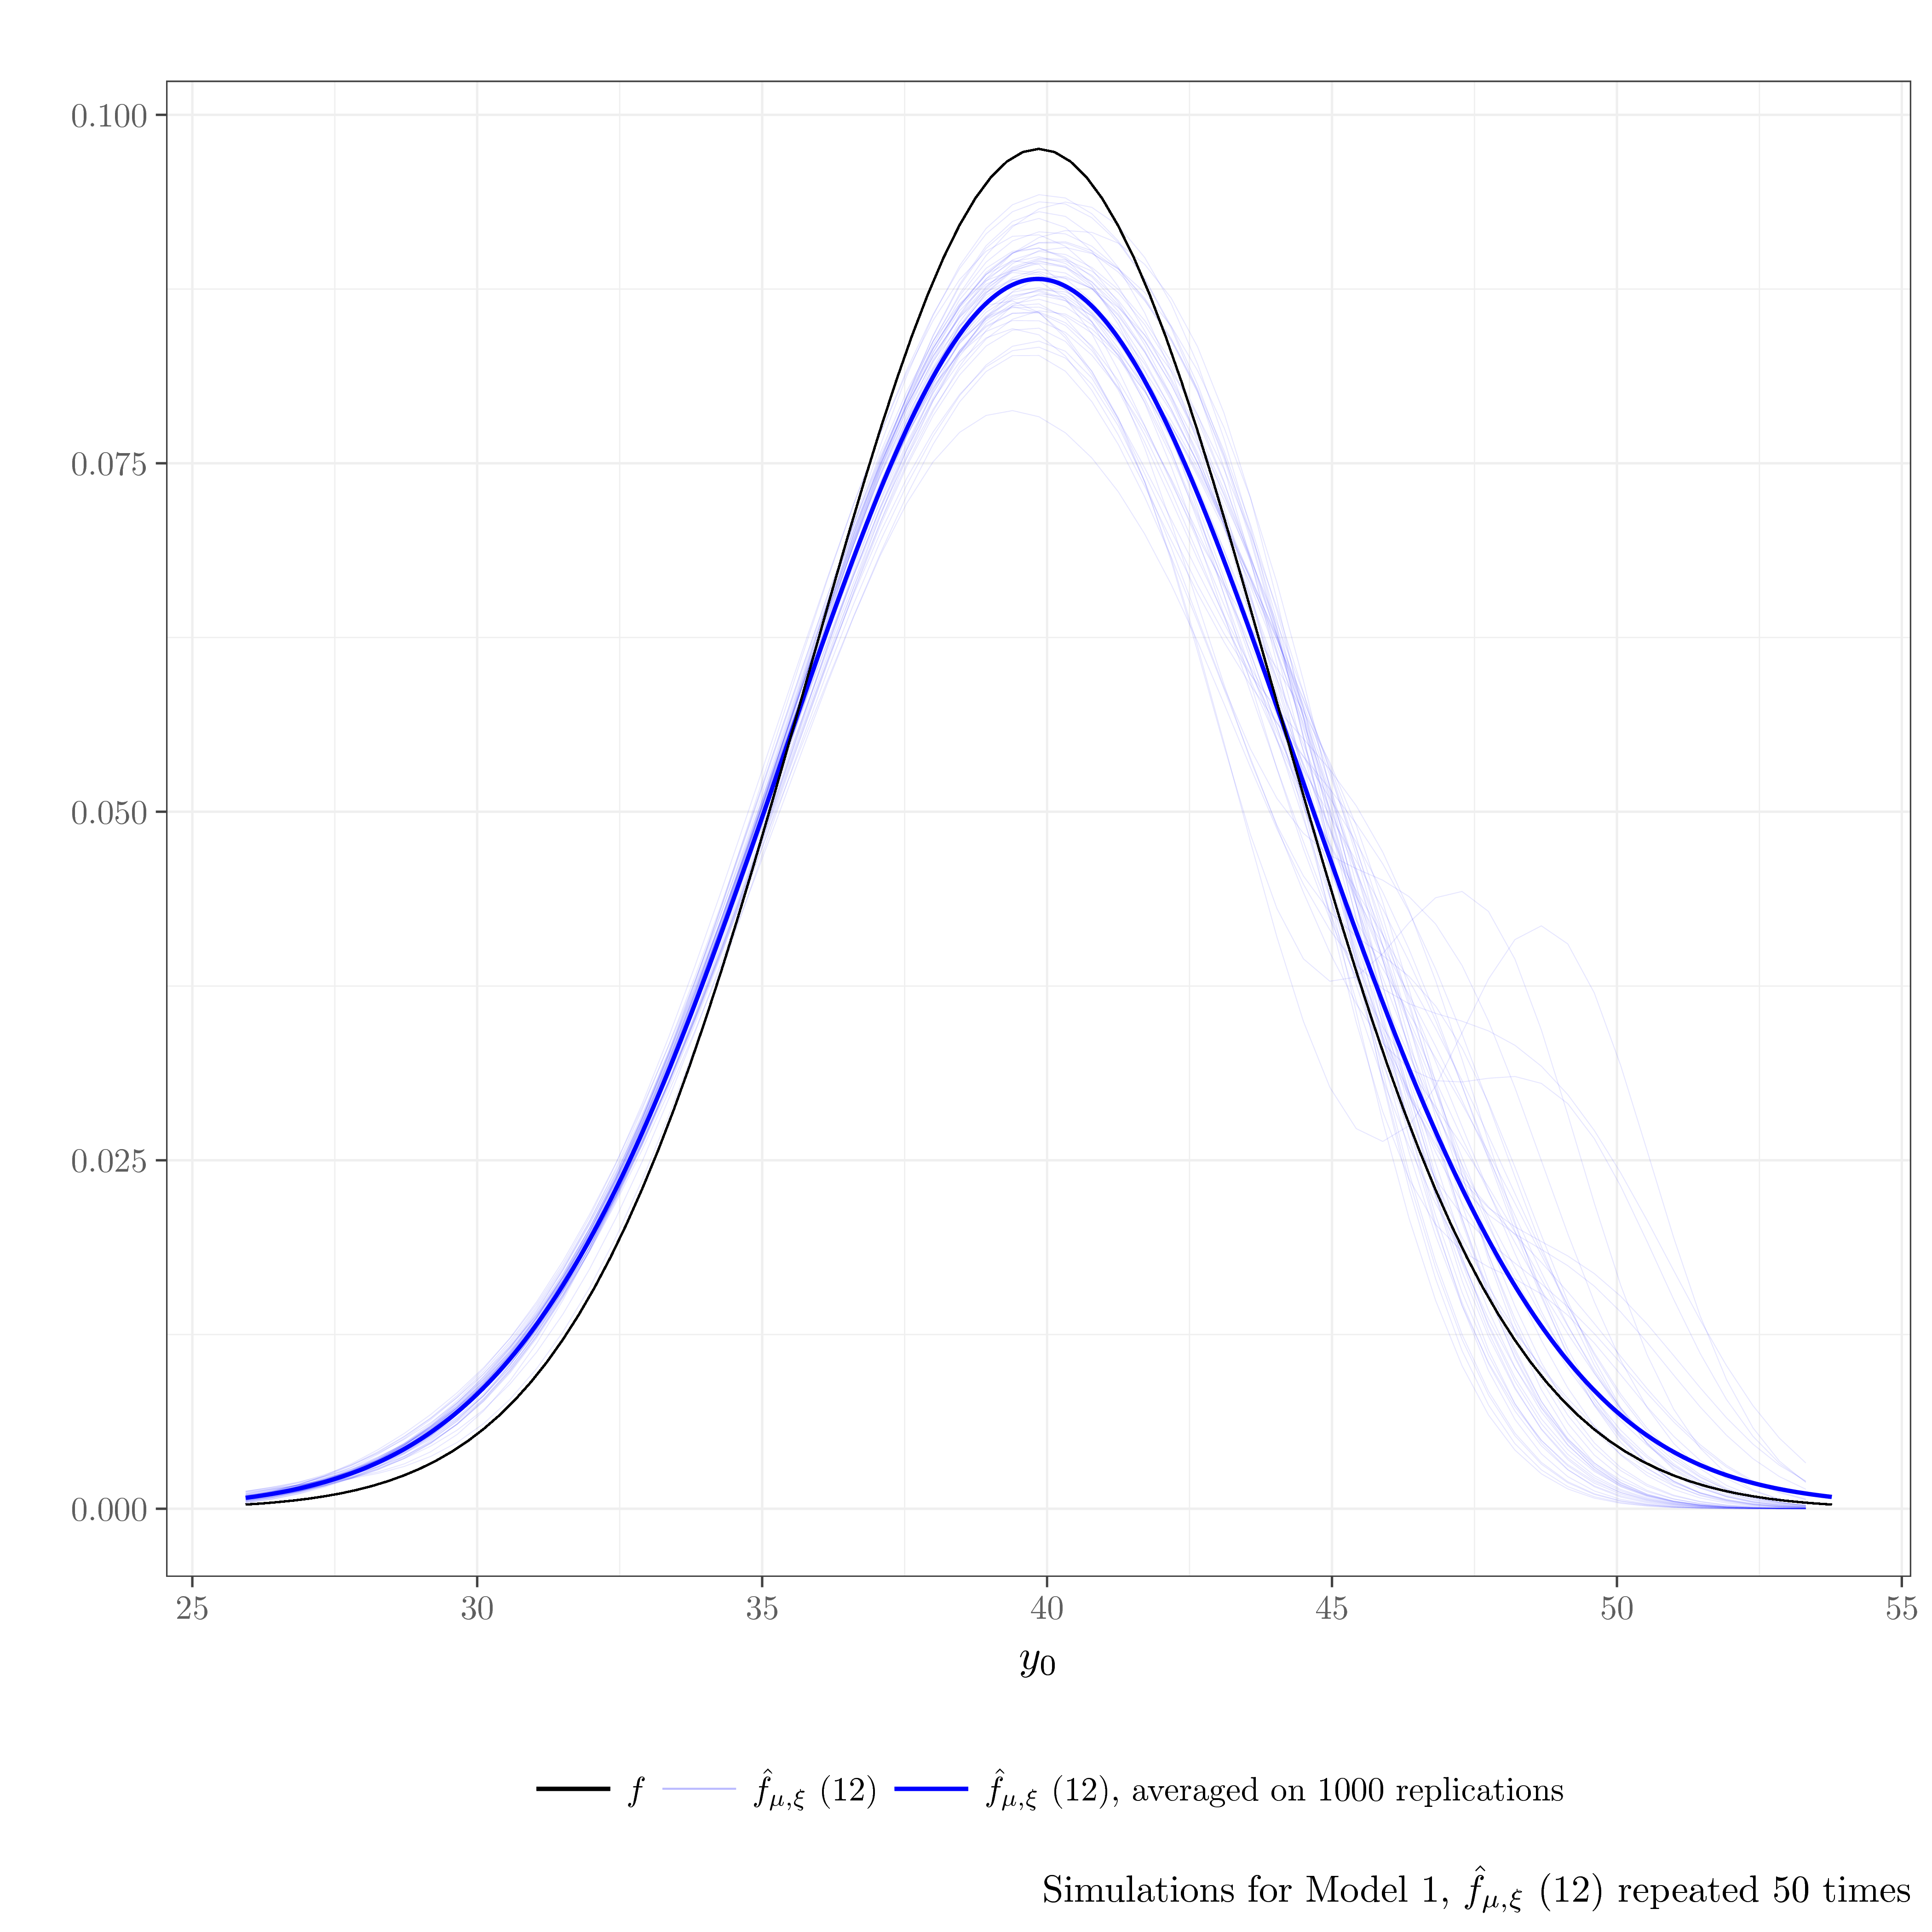 0.100
0.075
0.050
0.025
0.000
25 30 35 40 45 50 55
y₀
f f̂μ,ξ (12) f̂μ,ξ (12), averaged on 1000 replications
Simulations for Model 1, f̂μ,ξ (12) repeated 50 times